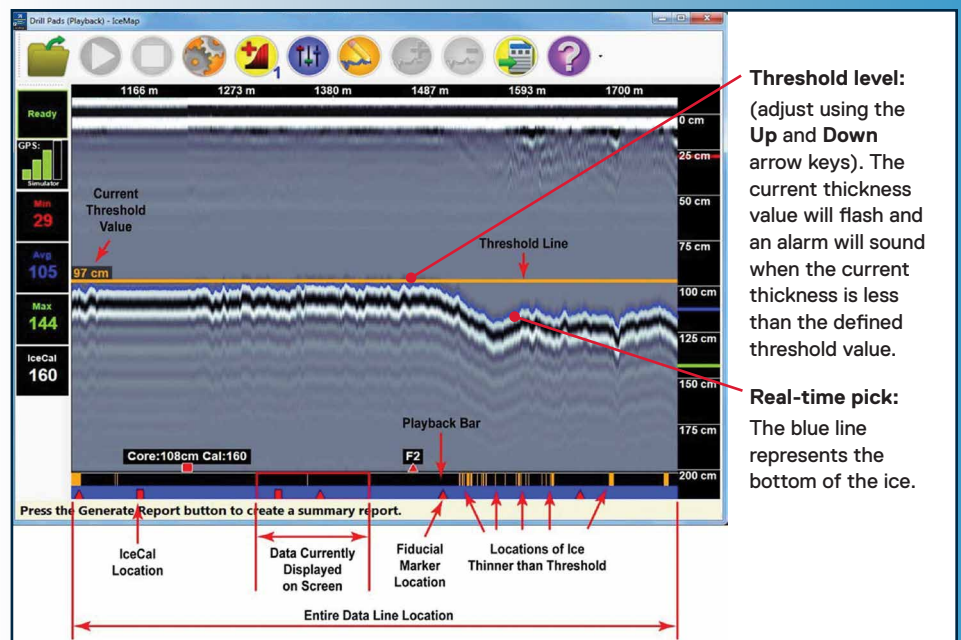 Drill Pads (Playback) - IceMap
1
1166 m 1273 m 1380 m 1487 m 1593 m 1700 m
Ready
GPS:
Simulator
Min
29
Avg
105
Max
144
IceCal
160
0 cm
25 cm
50 cm
75 cm
100 cm
125 cm
150 cm
175 cm
200 cm
Current
Threshold
Value
97 cm
Threshold Line
Playback Bar
Core:108cm Cal:160
F2
Press the Generate Report button to create a summary report.
IceCal
Location
Data Currently
Displayed
on Screen
Fiducial
Marker
Location
Locations of Ice
Thinner than Threshold
Entire Data Line Location
Threshold level:
(adjust using the
Up and Down
arrow keys). The
current thickness
value will flash and
an alarm will sound
when the current
thickness is less
than the defined
threshold value.
Real-time pick:
The blue line
represents the
bottom of the ice.